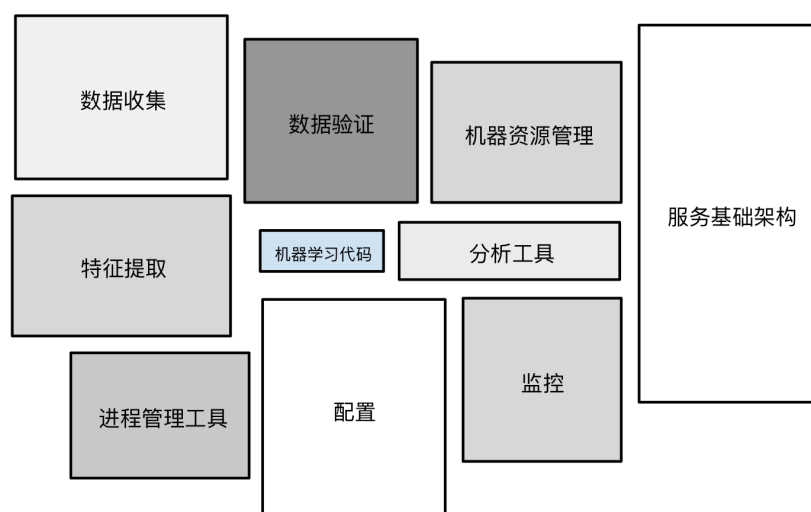 数据收集
数据验证
机器资源管理
服务基础架构
特征提取
机器学习代码
分析工具
进程管理工具
配置
监控